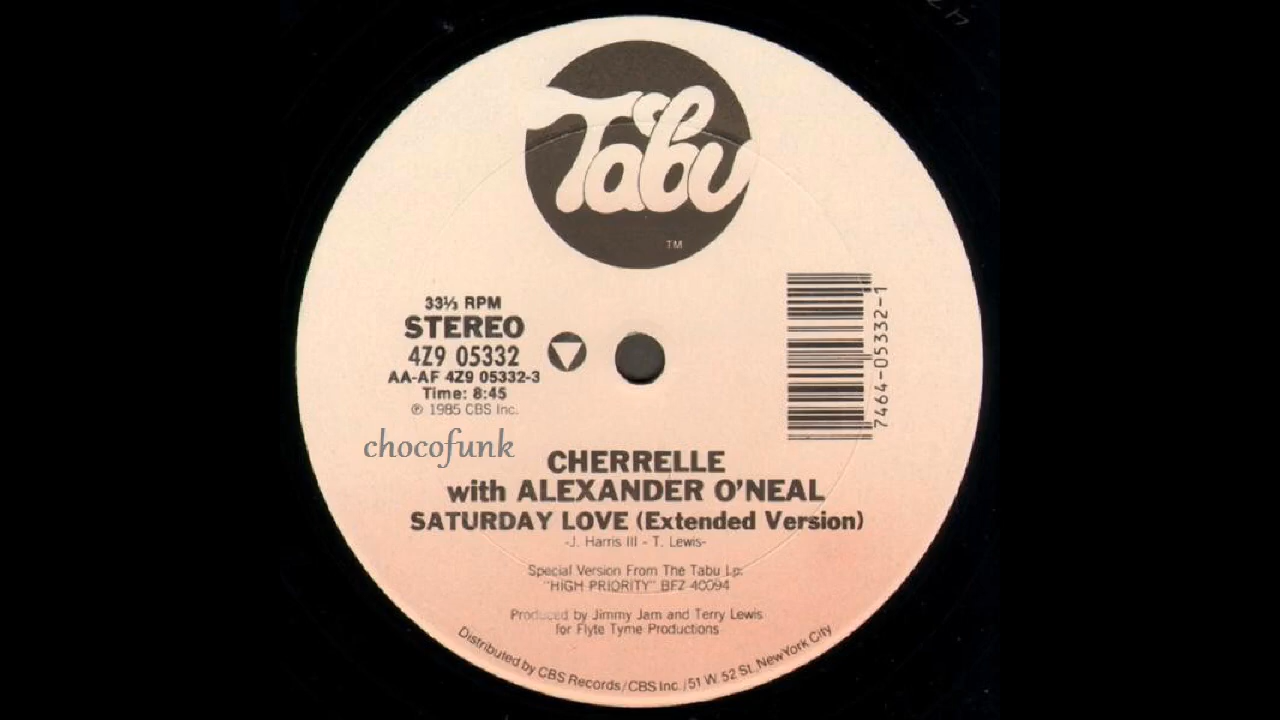 Tabu
TM
33⅓ RPM
STEREO
4Z9 05332
AA-AF 4Z9 05332-3
Time: 8:45
℗ 1985 CBS Inc.
7464-05332-1
chocofunk
CHERRELLE
with ALEXANDER O'NEAL
SATURDAY LOVE (Extended Version)
-J. Harris III - T. Lewis-
Special Version From The Tabu Lp:
"HIGH PRIORITY" BFZ 40094
Produced by Jimmy Jam and Terry Lewis
for Flyte Tyme Productions
Distributed by CBS Records/CBS Inc./51 W. 52 St. New York City